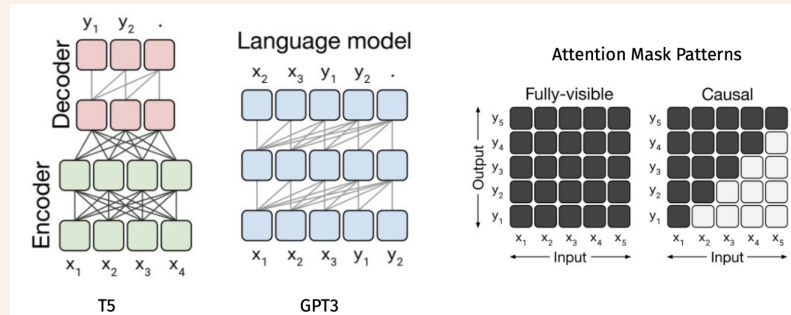 y₁ y₂ .
Decoder
Encoder
x₁ x₂ x₃ x₄
T5
Language model
x₂ x₃ y₁ y₂ .
x₁ x₂ x₃ y₁ y₂
GPT3
Attention Mask Patterns
Fully-visible
Output
y₅
y₄
y₃
y₂
y₁
x₁ x₂ x₃ x₄ x₅
Input
Causal
y₅
y₄
y₃
y₂
y₁
x₁ x₂ x₃ x₄ x₅
Input